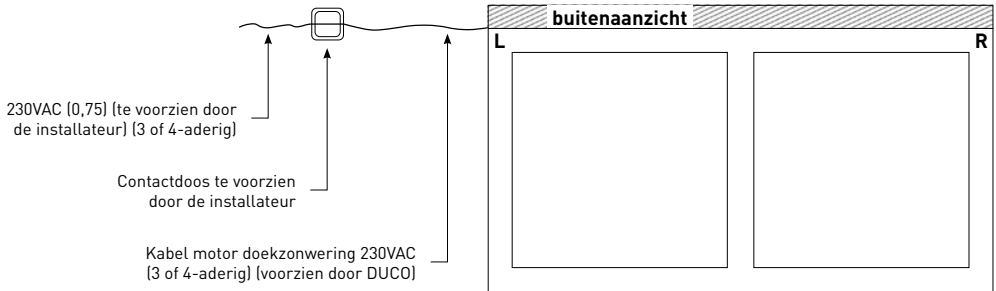 buitenaanzicht
L
R
230VAC (0,75) (te voorzien door
de installateur) (3 of 4-aderig)
Contactdoos te voorzien
door de installateur
Kabel motor doekzonwering 230VAC
(3 of 4-aderig) (voorzien door DUCO)